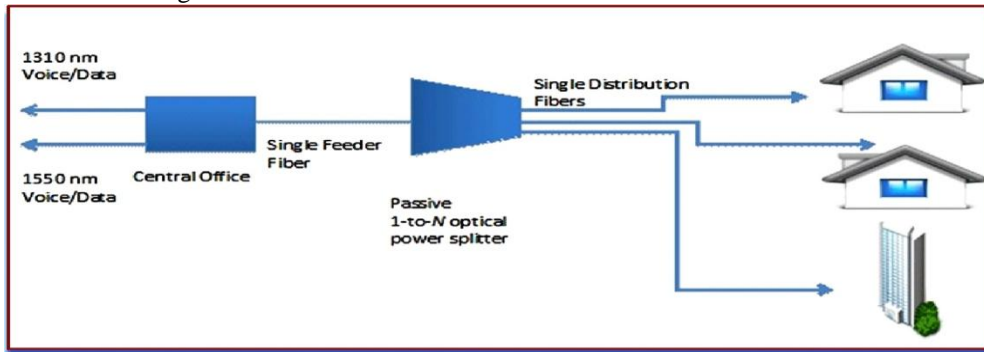 1310 nm
Voice/Data
Single Distribution
Fibers
Single Feeder
Fiber
Central Office
1550 nm
Voice/Data
Passive
1-to-N optical
power splitter